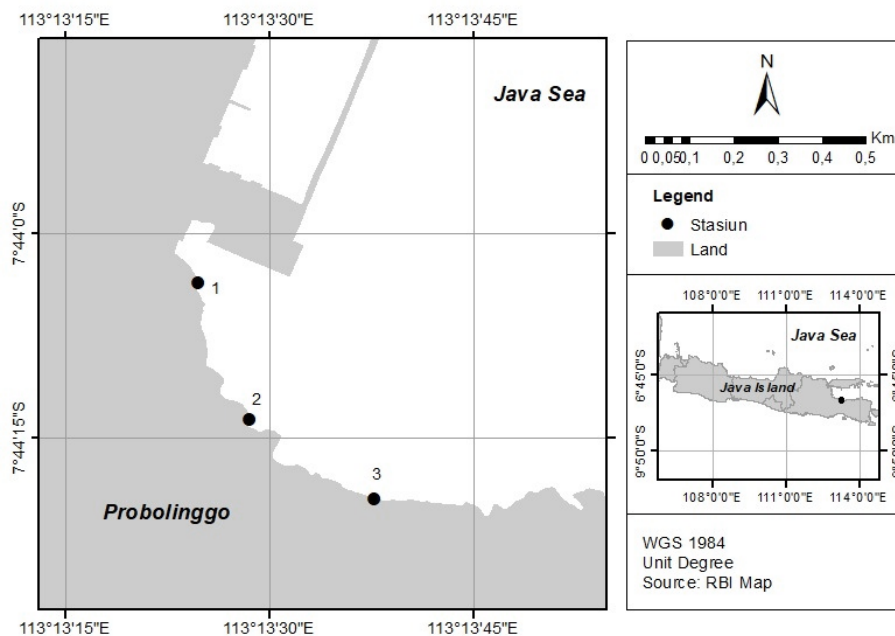 113°13'15"E 113°13'30"E 113°13'45"E
Java Sea
7°44'0"S
7°44'15"S
1
2
3
Probolinggo
113°13'15"E 113°13'30"E 113°13'45"E
N
Km
0 0,05 0,1 0,2 0,3 0,4 0,5
Legend
Stasiun
Land
108°0'0"E 111°0'0"E 114°0'0"E
Java Sea
6°45'0"S
Java Island
9°50'0"S
108°0'0"E 111°0'0"E 114°0'0"E
WGS 1984
Unit Degree
Source: RBI Map